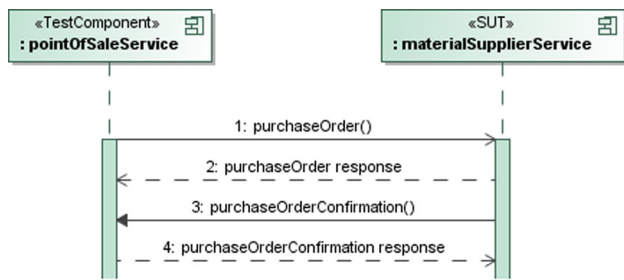 «TestComponent»
: pointOfSaleService
«SUT»
: materialSupplierService
1: purchaseOrder()
2: purchaseOrder response
3: purchaseOrderConfirmation()
4: purchaseOrderConfirmation response